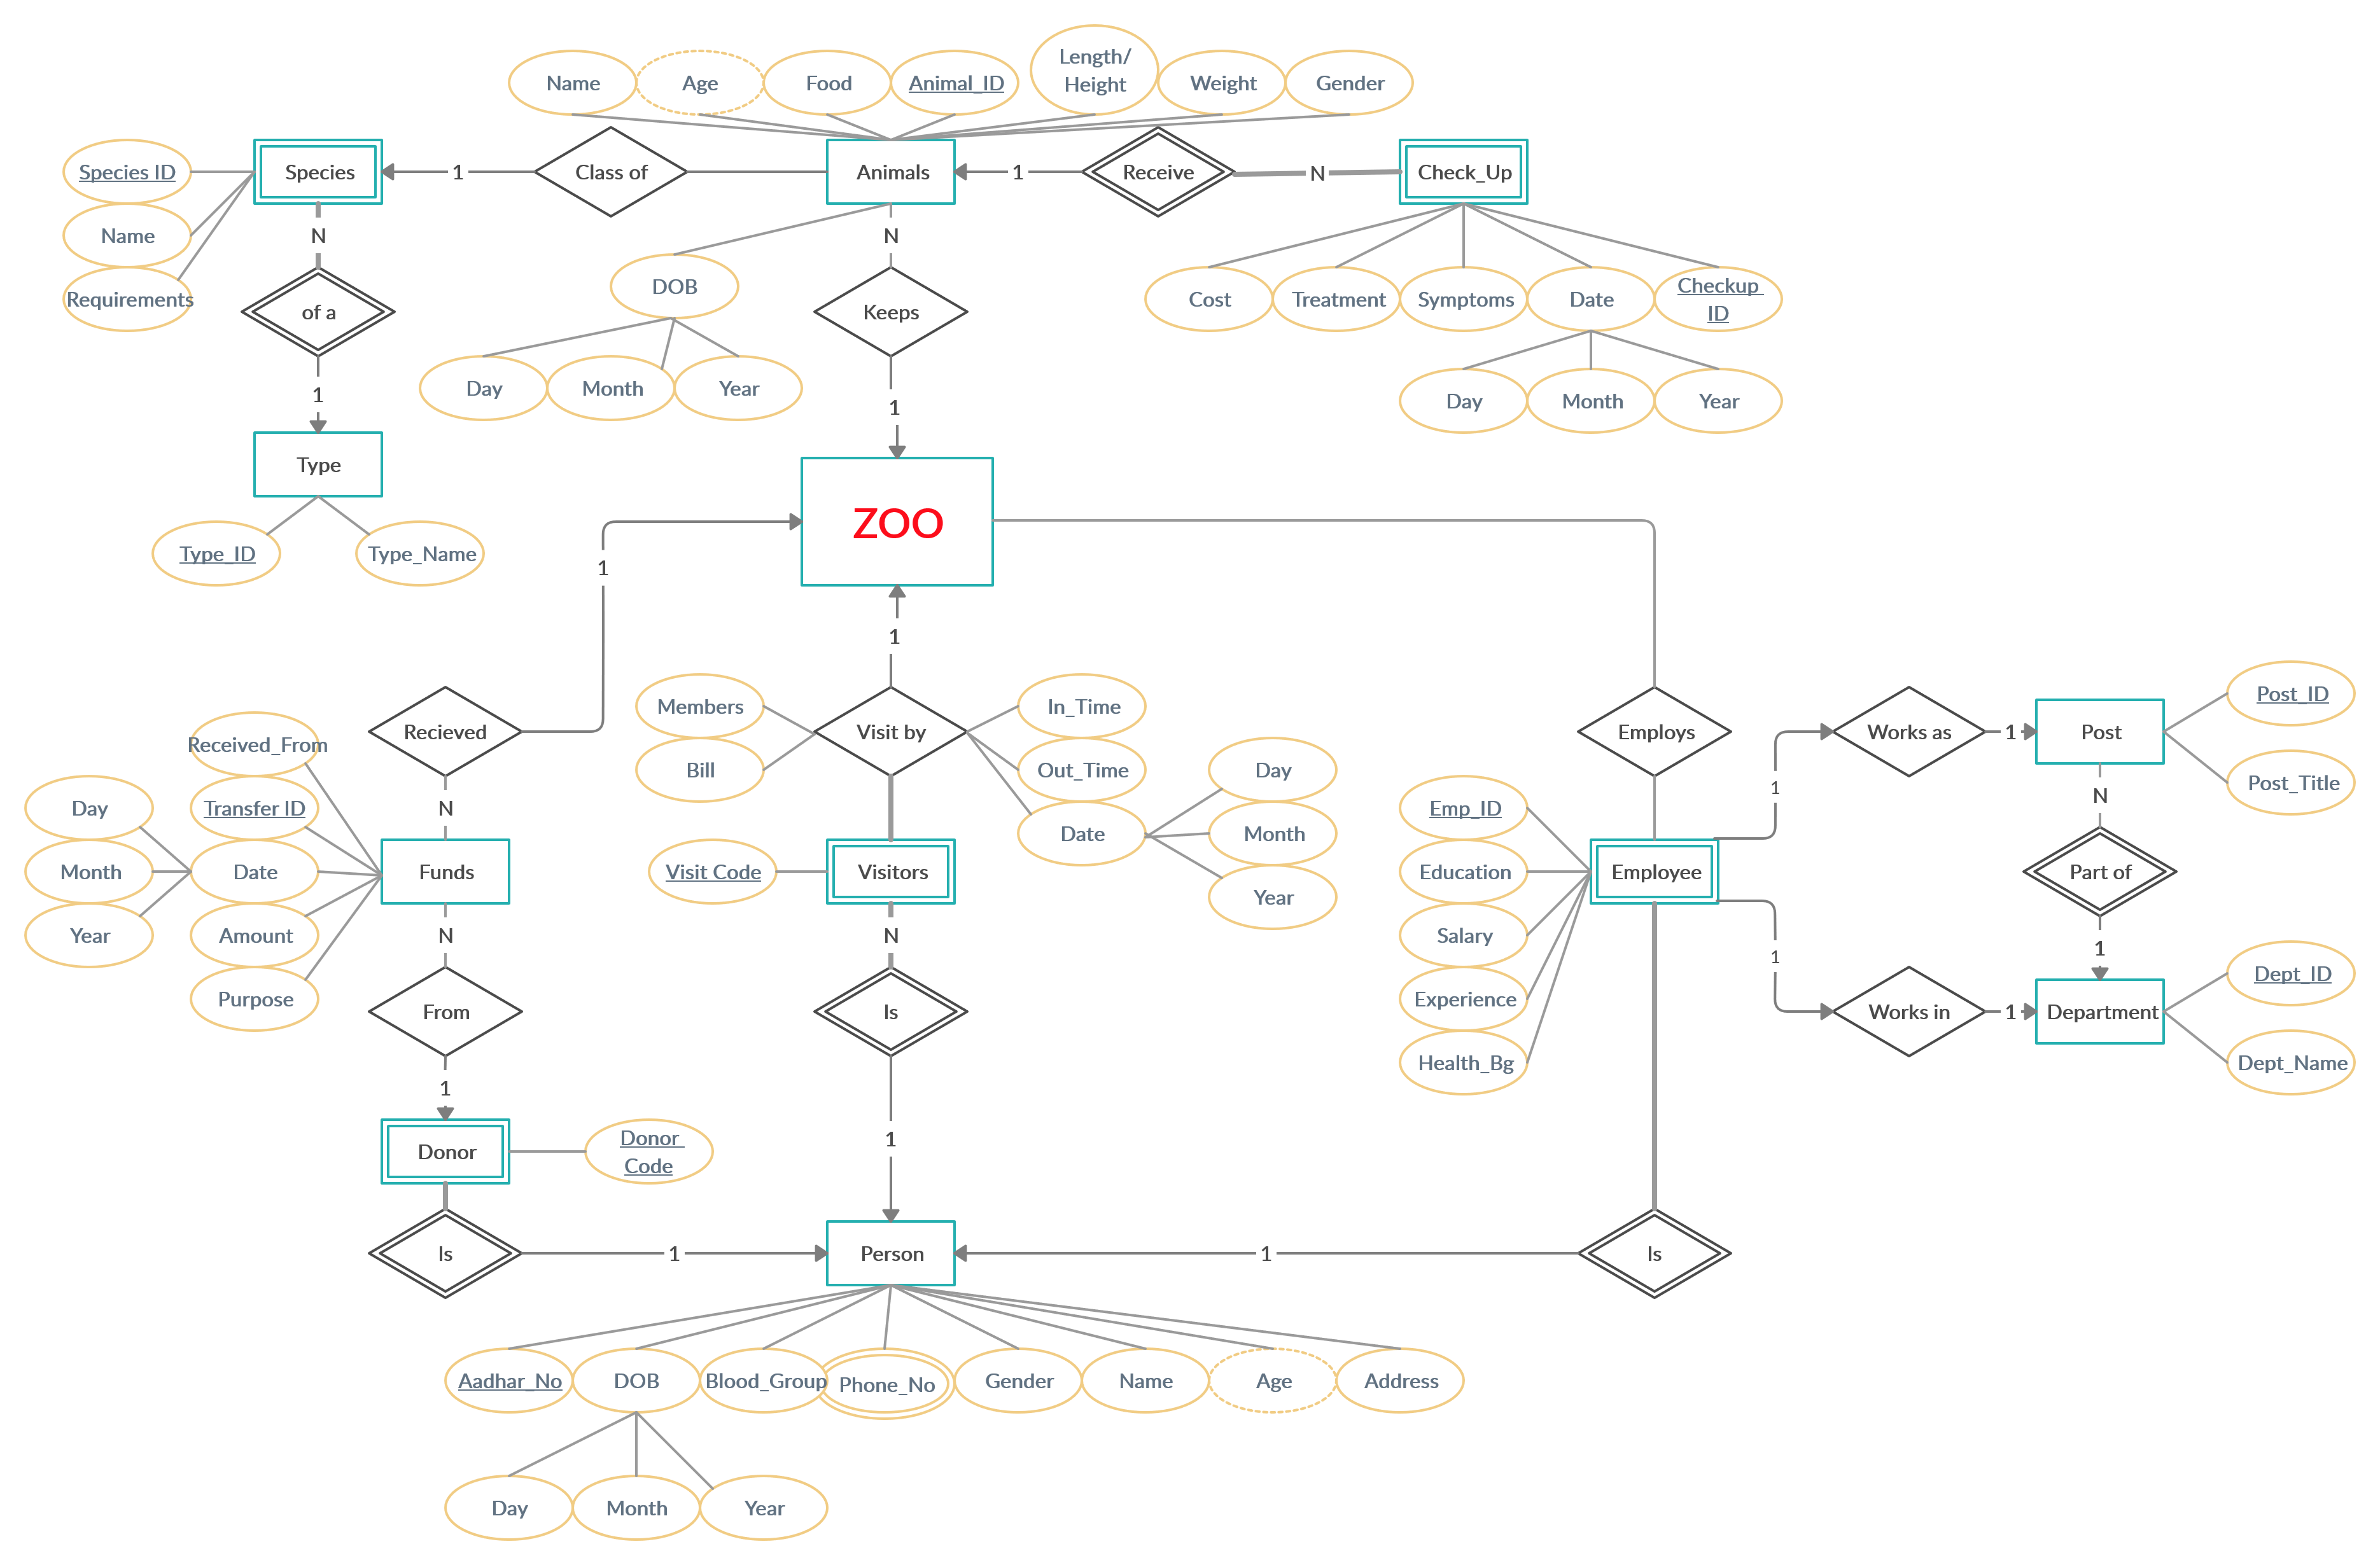 Name
Age
Food
Animal_ID
Length/
Height
Weight
Gender
Species ID
Species
1
Class of
Animals
1
Receive
N
Check_Up
Name
N
N
Requirements
of a
DOB
Keeps
Cost
Treatment
Symptoms
Date
Checkup
ID
1
Day
Month
Year
1
Day
Month
Year
Type
ZOO
Type_ID
Type_Name
1
1
Received_From
Recieved
Members
Visit by
In_Time
Employs
Works as
1
Post
Post_ID
Bill
Out_Time
Day
1
Post_Title
Day
Transfer ID
N
Date
Month
Emp_ID
N
Month
Date
Funds
Visit Code
Visitors
Year
Education
Employee
Part of
Year
Amount
N
N
Salary
1
1
Purpose
From
Is
Experience
Works in
1
Department
Dept_ID
Health_Bg
Dept_Name
1
Donor
Donor
Code
1
Is
1
Person
1
Is
Aadhar_No
DOB
Blood_Group
Phone_No
Gender
Name
Age
Address
Day
Month
Year